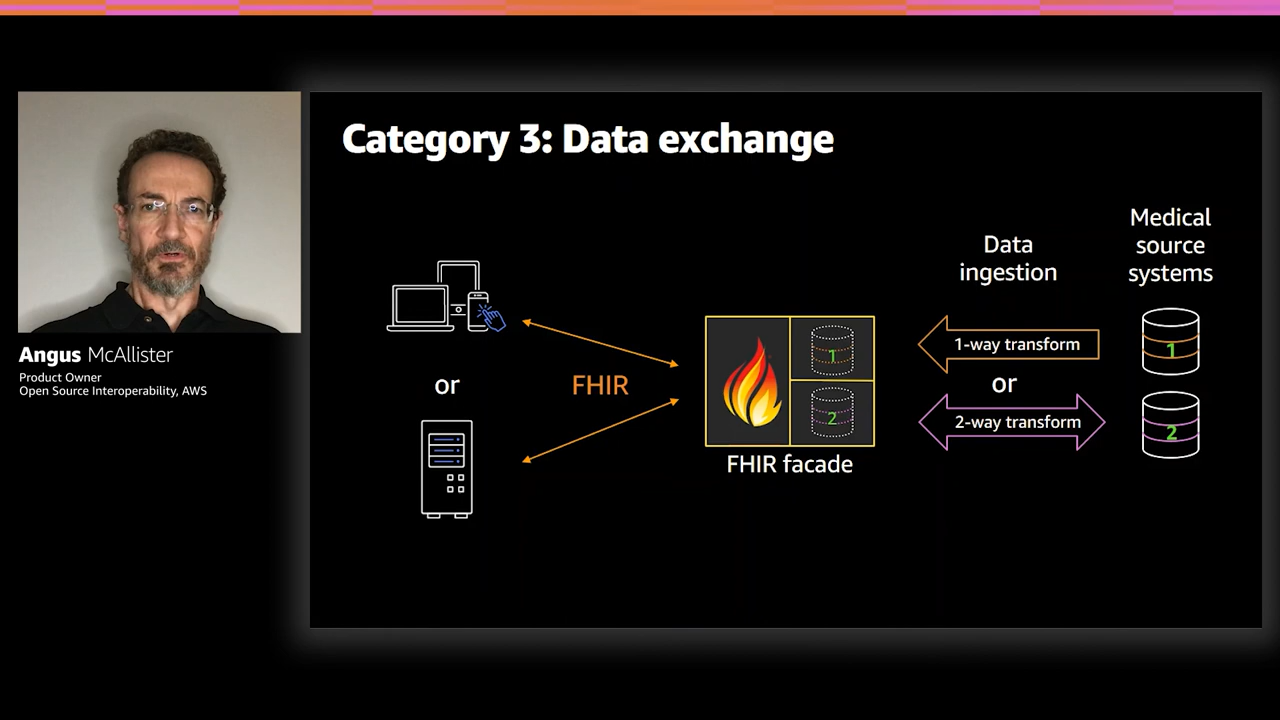 Category 3: Data exchange
Angus McAllister
Product Owner
Open Source Interoperability, AWS
or
FHIR
1
2
FHIR facade
Data
ingestion
1-way transform
or
2-way transform
Medical
source
systems
1
2